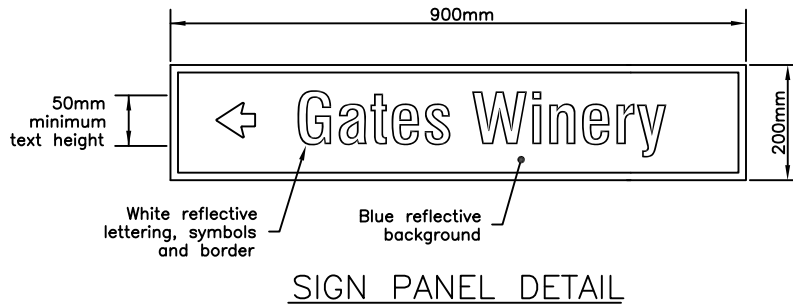 900mm
50mm
minimum
text height
Gates Winery
200mm
White reflective
lettering, symbols
and border
Blue reflective
background
SIGN PANEL DETAIL